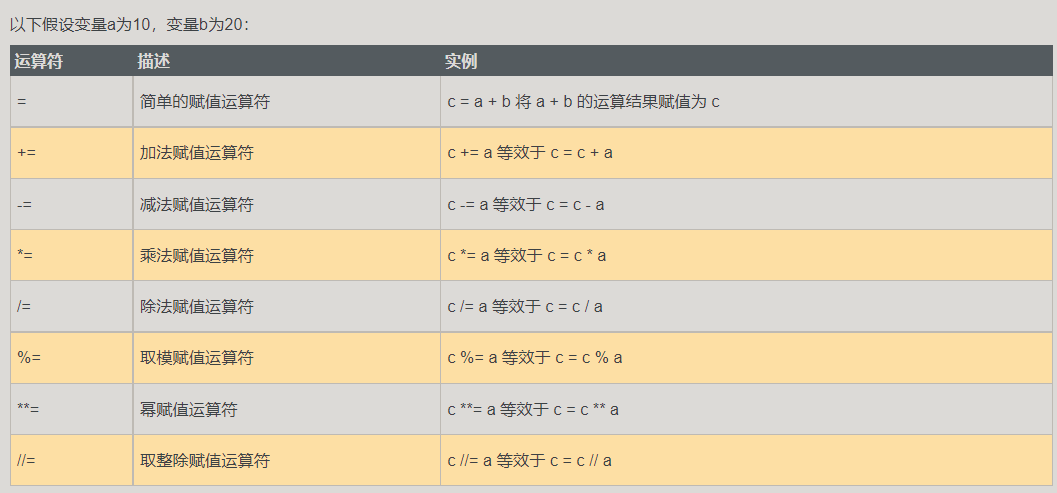 以下假设变量a为10，变量b为20：
运算符 描述 实例
= 简单的赋值运算符 c = a + b 将 a + b 的运算结果赋值为 c
+= 加法赋值运算符 c += a 等效于 c = c + a
-= 减法赋值运算符 c -= a 等效于 c = c - a
*= 乘法赋值运算符 c *= a 等效于 c = c * a
/= 除法赋值运算符 c /= a 等效于 c = c / a
%= 取模赋值运算符 c %= a 等效于 c = c % a
**= 幂赋值运算符 c **= a 等效于 c = c ** a
//= 取整除赋值运算符 c //= a 等效于 c = c // a